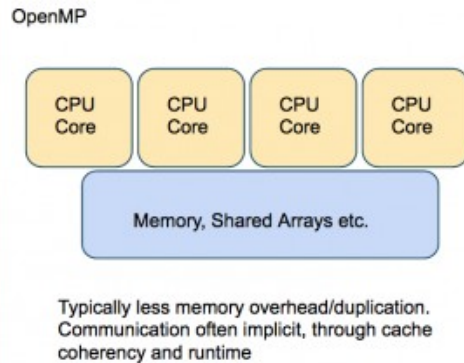 OpenMP
CPU CPU CPU CPU
Core Core Core Core
Memory, Shared Arrays etc.
Typically less memory overhead/duplication.
Communication often implicit, through cache
coherency and runtime